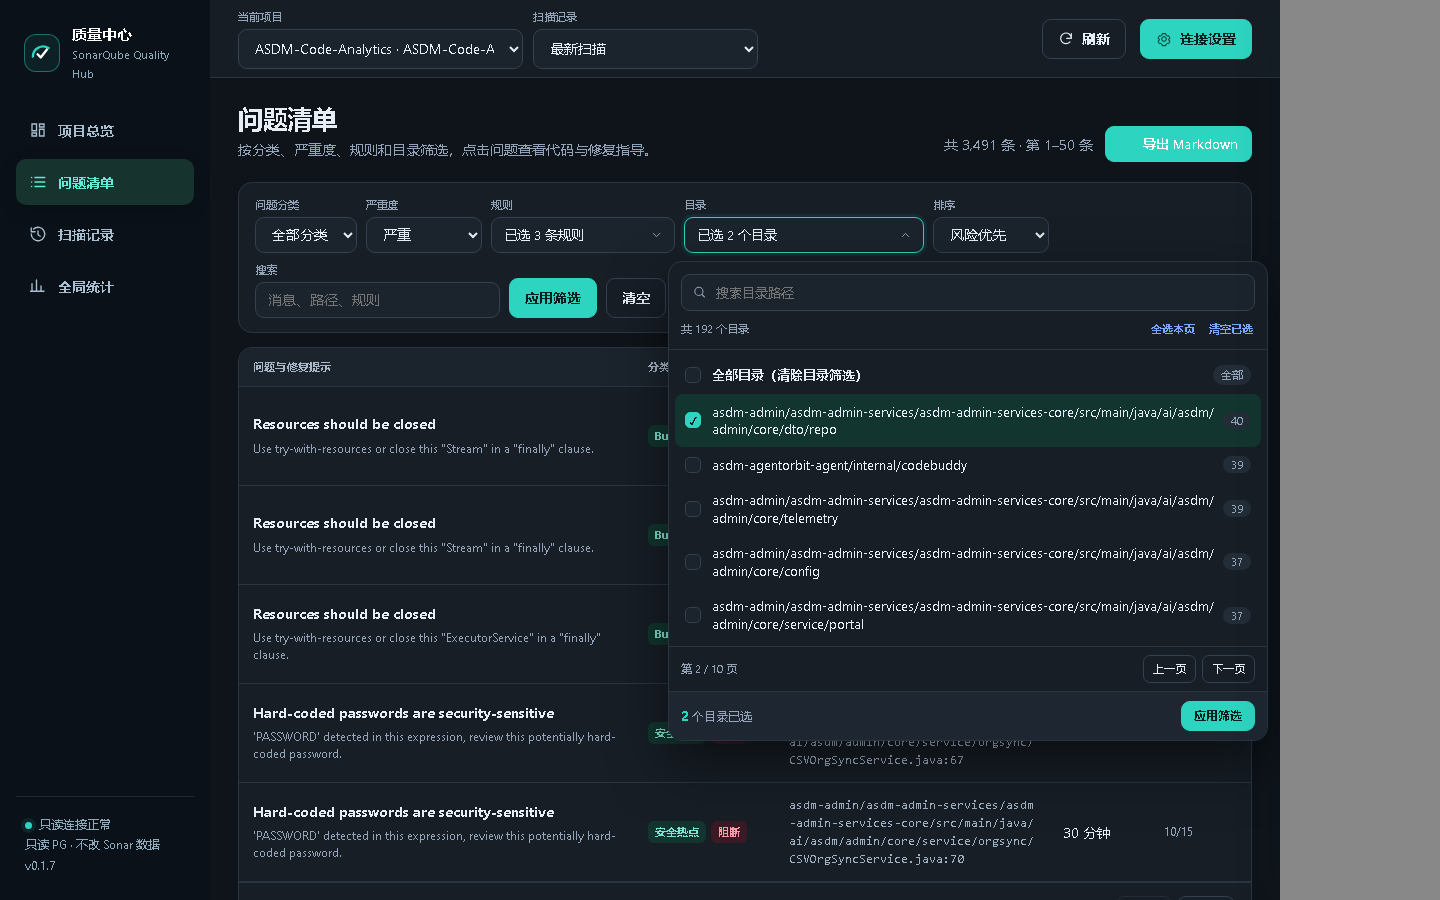 质量中心
SonarQube Quality
Hub
项目总览
问题清单
扫描记录
全局统计
只读连接正常
只读 PG · 不改 Sonar 数据
v0.1.7
当前项目
ASDM-Code-Analytics · ASDM-Code-A
扫描记录
最新扫描
刷新
连接设置
问题清单
按分类、严重度、规则和目录筛选，点击问题查看代码与修复指导。
共 3,491 条 · 第 1–50 条
导出 Markdown
问题分类
全部分类
严重度
严重
规则
已选 3 条规则
目录
已选 2 个目录
排序
风险优先
搜索
消息、路径、规则
应用筛选
清空
搜索目录路径
共 192 个目录
全选本页
清空已选
全部目录（清除目录筛选）
全部
asdm-admin/asdm-admin-services/asdm-admin-services-core/src/main/java/ai/asdm/
admin/core/dto/repo
40
asdm-agentorbit-agent/internal/codebuddy
39
asdm-admin/asdm-admin-services/asdm-admin-services-core/src/main/java/ai/asdm/
admin/core/telemetry
39
asdm-admin/asdm-admin-services/asdm-admin-services-core/src/main/java/ai/asdm/
admin/core/config
37
asdm-admin/asdm-admin-services/asdm-admin-services-core/src/main/java/ai/asdm/
admin/core/service/portal
37
第 2 / 10 页
上一页
下一页
2 个目录已选
应用筛选
问题与修复提示
分类
Resources should be closed
Use try-with-resources or close this "Stream" in a "finally" clause.
Bu
Resources should be closed
Use try-with-resources or close this "Stream" in a "finally" clause.
Bu
Resources should be closed
Use try-with-resources or close this "ExecutorService" in a "finally"
clause.
Bu
Hard-coded passwords are security-sensitive
'PASSWORD' detected in this expression, review this potentially hard-
coded password.
安全
ai/asdm/admin/core/service/orgsync/
CSVOrgSyncService.java:67
Hard-coded passwords are security-sensitive
'PASSWORD' detected in this expression, review this potentially hard-
coded password.
安全热点
阻断
asdm-admin/asdm-admin-services/asdm
-admin-services-core/src/main/java/
ai/asdm/admin/core/service/orgsync/
CSVOrgSyncService.java:70
30 分钟
10/15